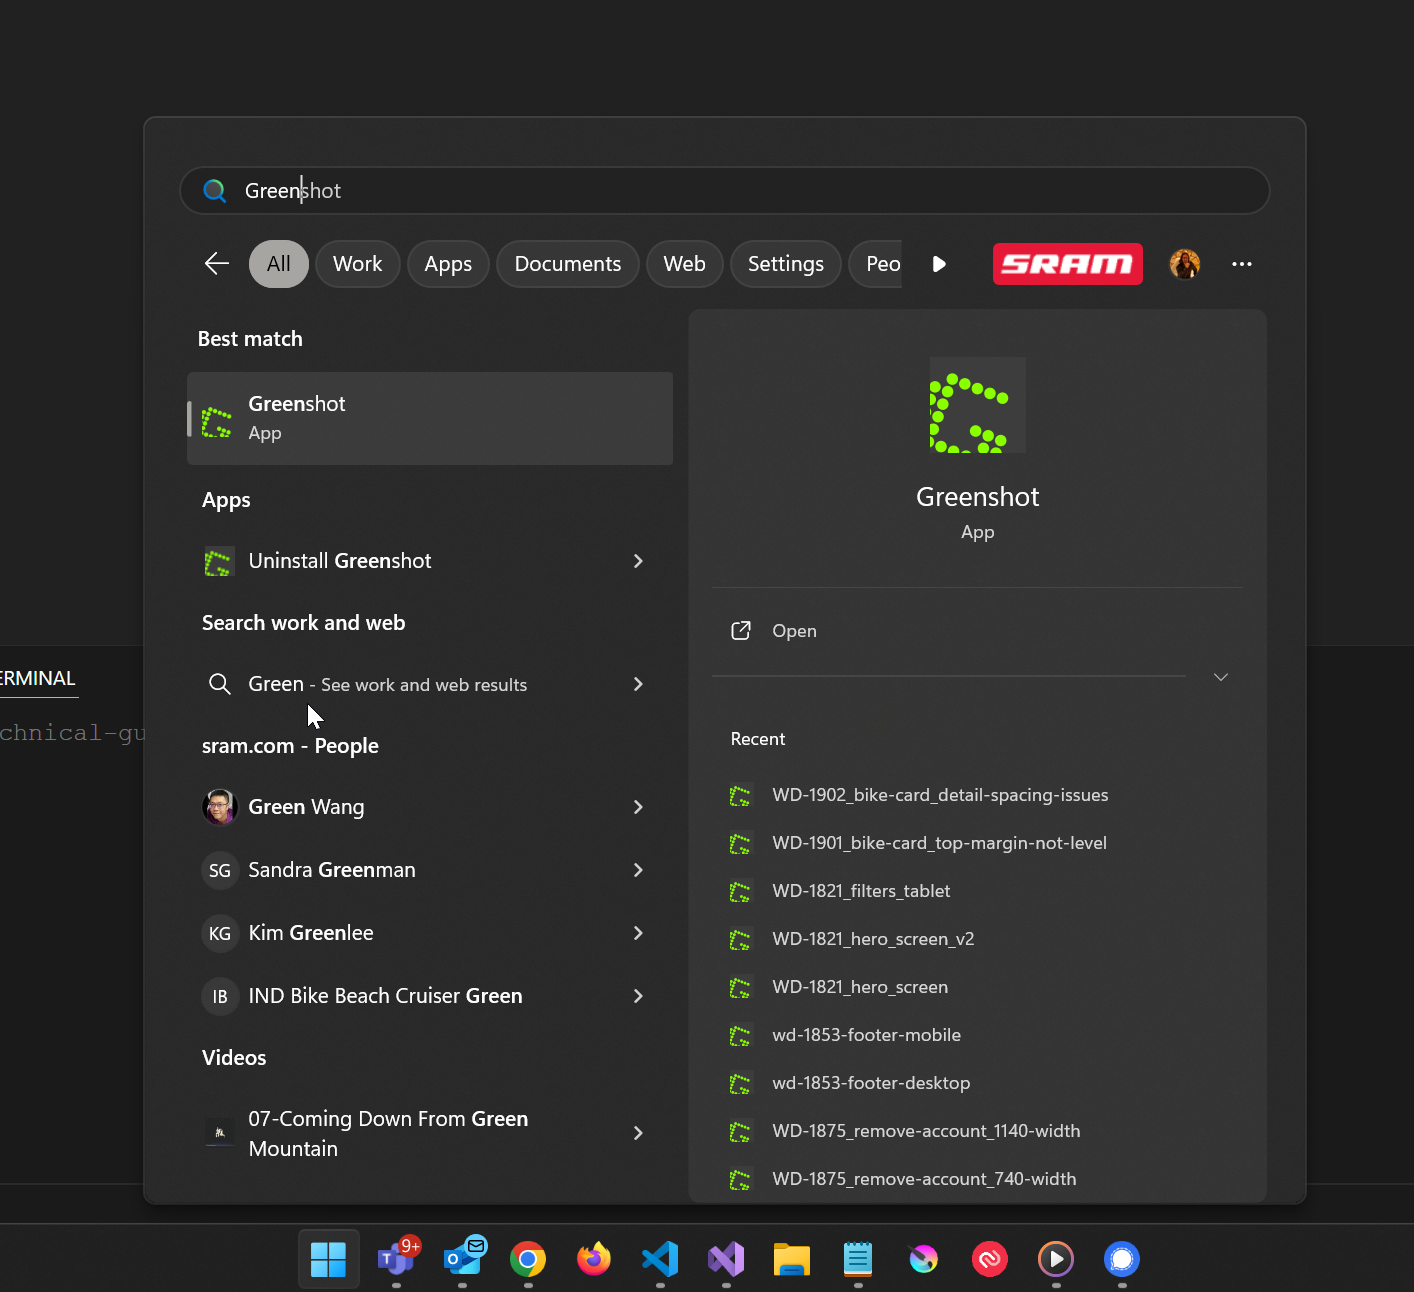 Greenshot
All
Work
Apps
Documents
Web
Settings
Peo
SRAM
Best match
Greenshot
App
Apps
Uninstall Greenshot
Search work and web
Green - See work and web results
sram.com - People
Green Wang
SG
Sandra Greenman
KG
Kim Greenlee
IB
IND Bike Beach Cruiser Green
Videos
07-Coming Down From Green
Mountain
Greenshot
App
Open
Recent
WD-1902_bike-card_detail-spacing-issues
WD-1901_bike-card_top-margin-not-level
WD-1821_filters_tablet
WD-1821_hero_screen_v2
WD-1821_hero_screen
wd-1853-footer-mobile
wd-1853-footer-desktop
WD-1875_remove-account_1140-width
WD-1875_remove-account_740-width
ERMINAL
chnical-gu
9+